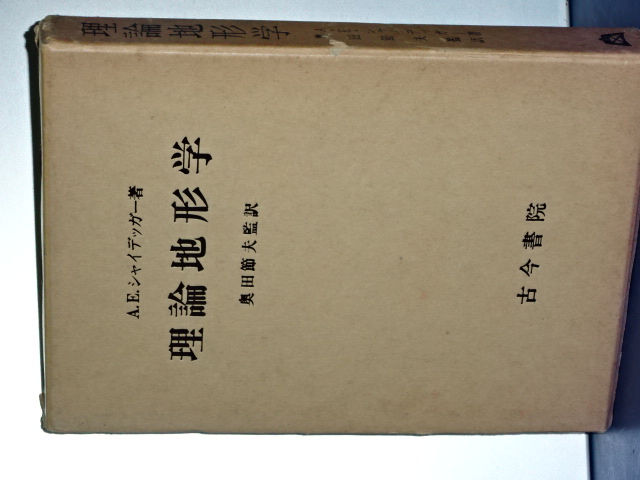 A.E.シャイデッガー著
理論地形学
奥田節夫監訳
古今書院
理論地形学